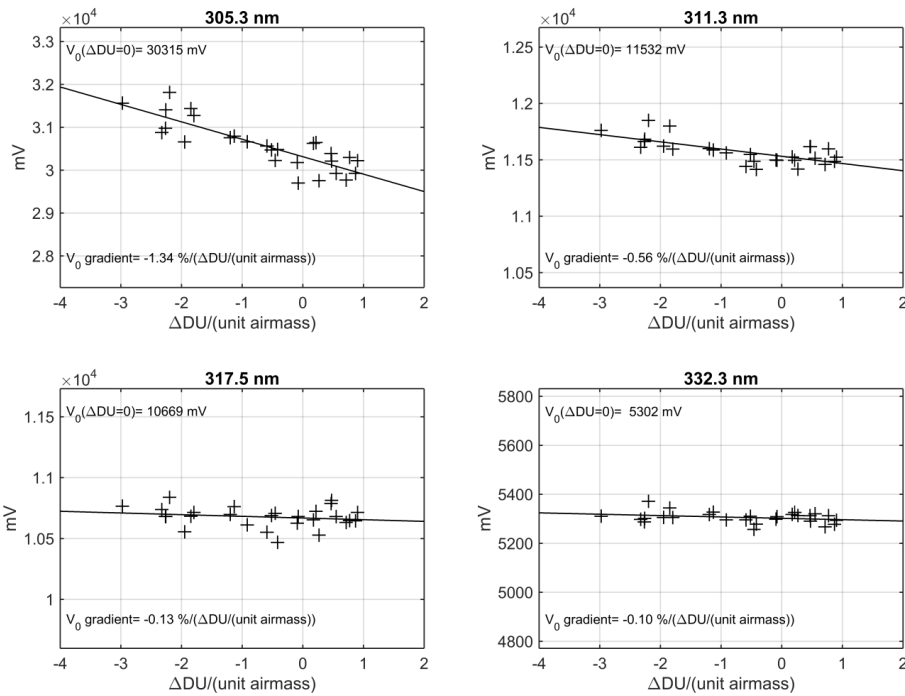 ×10⁴ 305.3 nm
V₀(ΔDU=0)= 30315 mV
3.3
3.2
3.1
3
2.9
2.8
mV
V₀ gradient= -1.34 %/(ΔDU/(unit airmass))
-4 -3 -2 -1 0 1 2
ΔDU/(unit airmass)
×10⁴ 311.3 nm
V₀(ΔDU=0)= 11532 mV
1.25
1.2
1.15
1.1
1.05
mV
V₀ gradient= -0.56 %/(ΔDU/(unit airmass))
-4 -3 -2 -1 0 1 2
ΔDU/(unit airmass)
×10⁴ 317.5 nm
V₀(ΔDU=0)= 10669 mV
1.15
1.1
1.05
1
mV
V₀ gradient= -0.13 %/(ΔDU/(unit airmass))
-4 -3 -2 -1 0 1 2
ΔDU/(unit airmass)
332.3 nm
V₀(ΔDU=0)= 5302 mV
5800
5600
5400
5200
5000
4800
mV
V₀ gradient= -0.10 %/(ΔDU/(unit airmass))
-4 -3 -2 -1 0 1 2
ΔDU/(unit airmass)